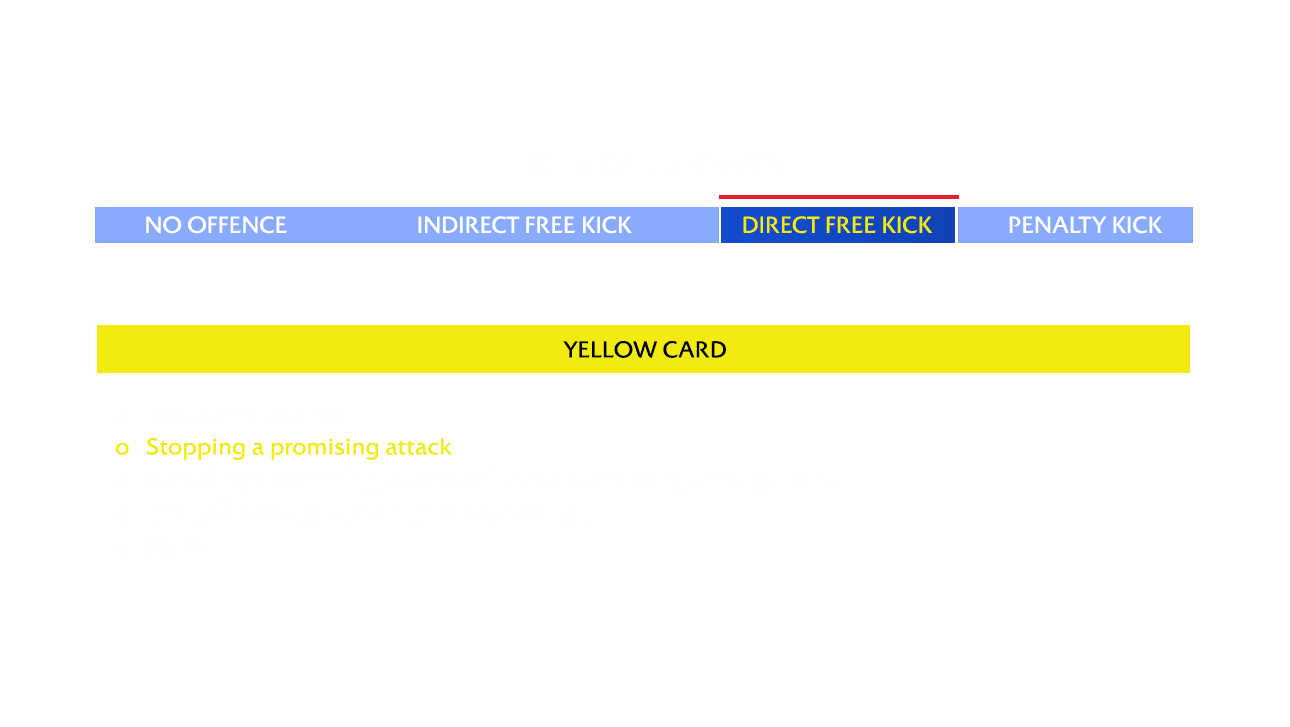 NO OFFENCE INDIRECT FREE KICK DIRECT FREE KICK PENALTY KICK
YELLOW CARD
o Stopping a promising attack